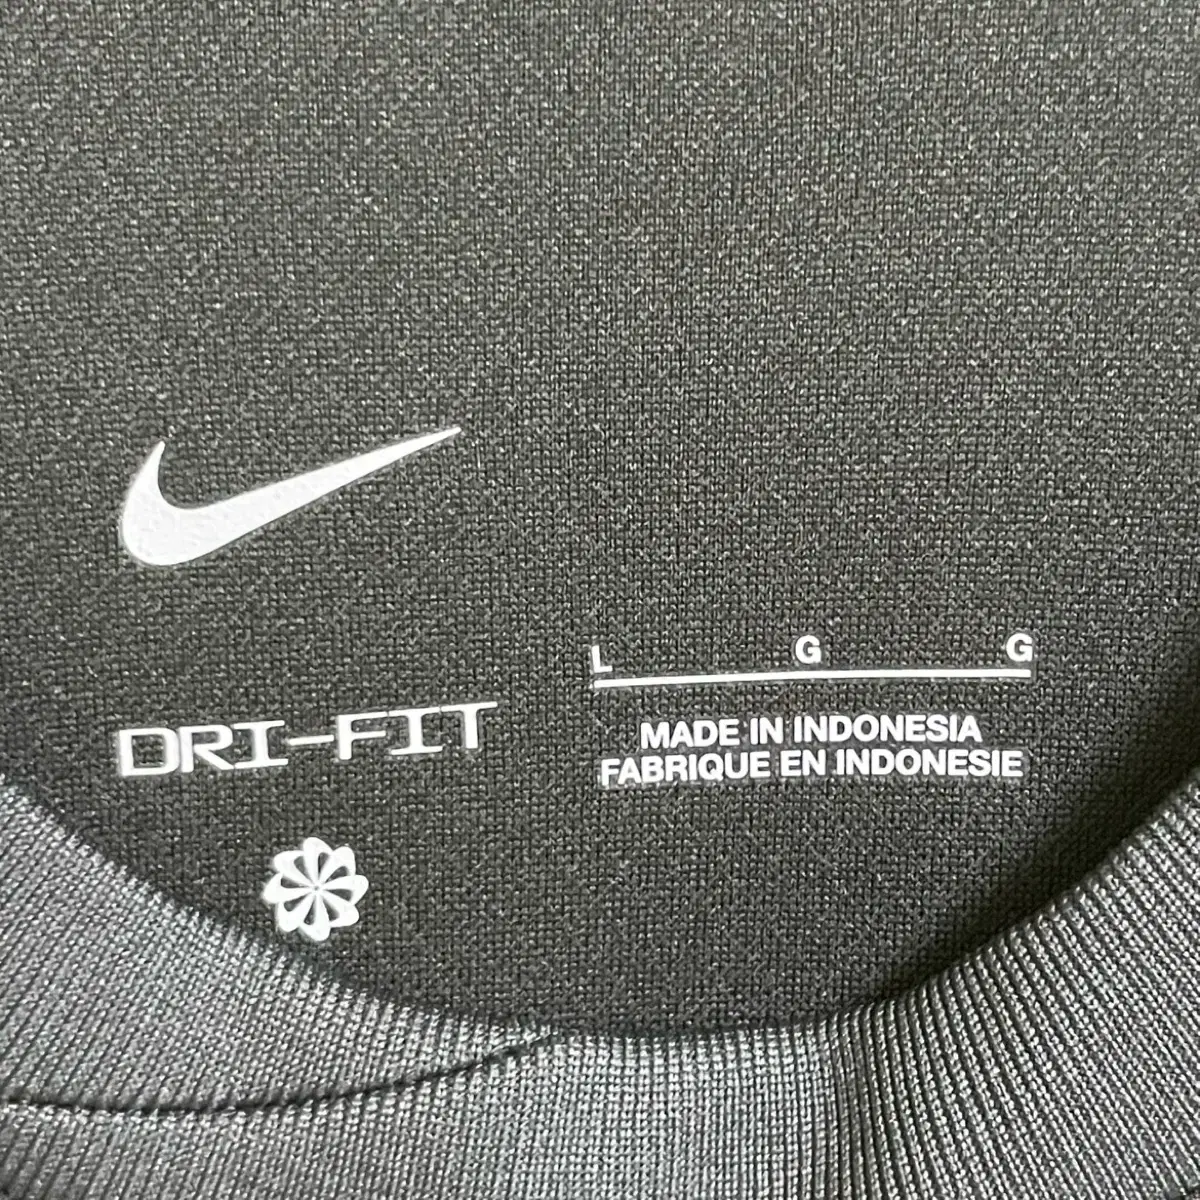 L G G
DRI-FIT
MADE IN INDONESIA
FABRIQUE EN INDONESIE